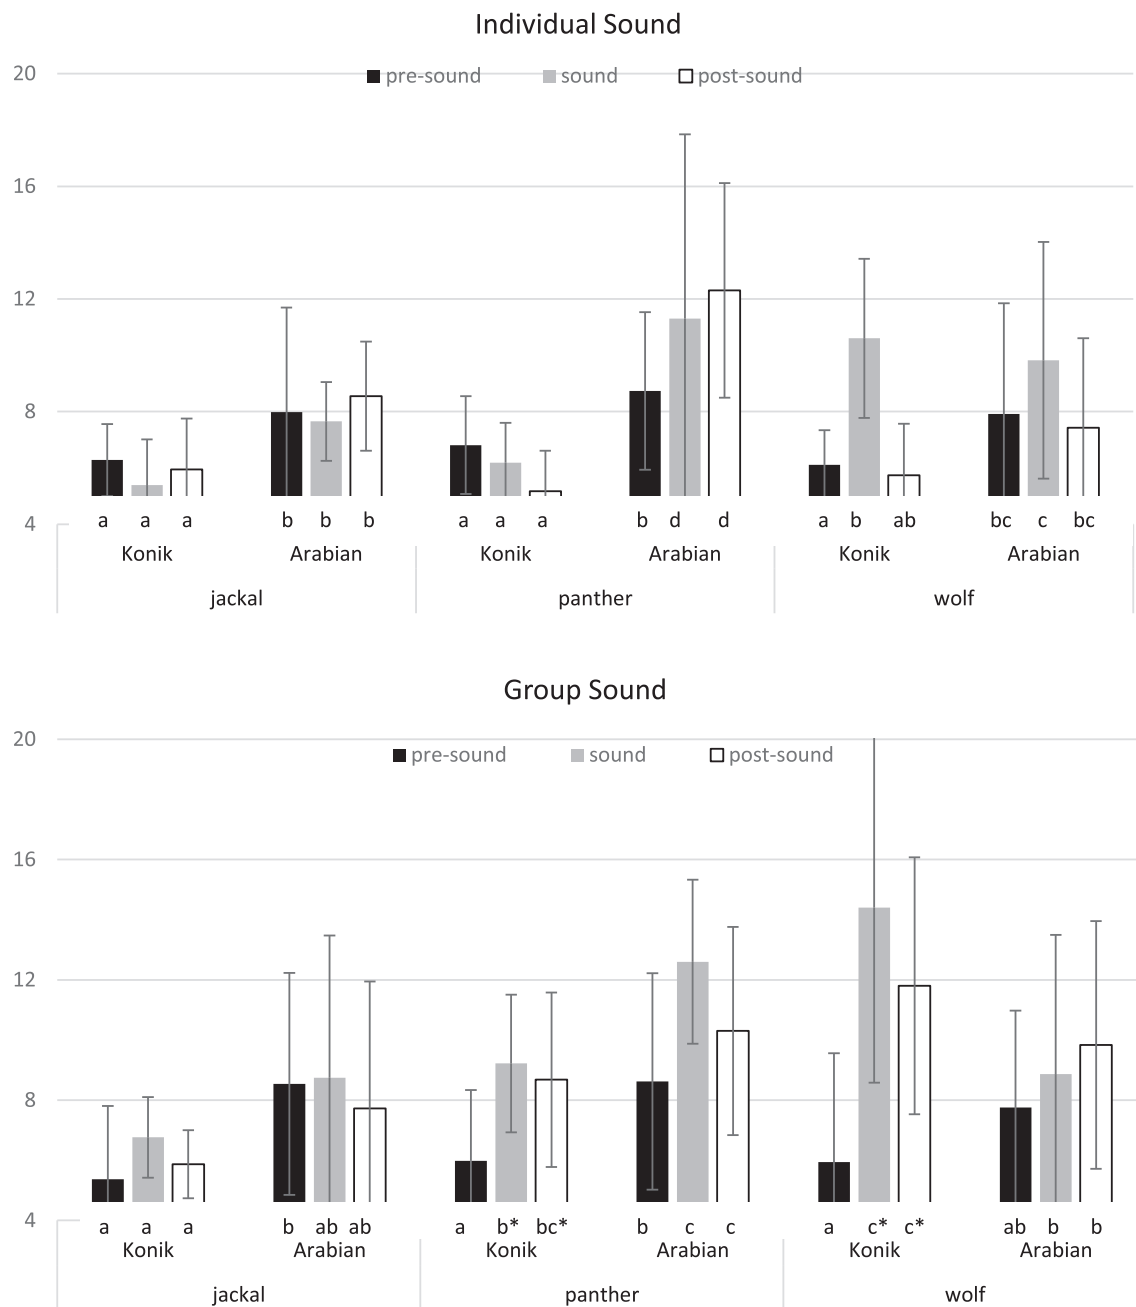 Individual Sound
20
pre-sound sound post-sound
16
12
8
4
a a a b b b a a a b d d a b ab bc c bc
Konik Arabian Konik Arabian Konik Arabian
jackal panther wolf
Group Sound
20
pre-sound sound post-sound
16
12
8
4
a a a b ab ab a b* bc* b c c a c* c* ab b b
Konik Arabian Konik Arabian Konik Arabian
jackal panther wolf